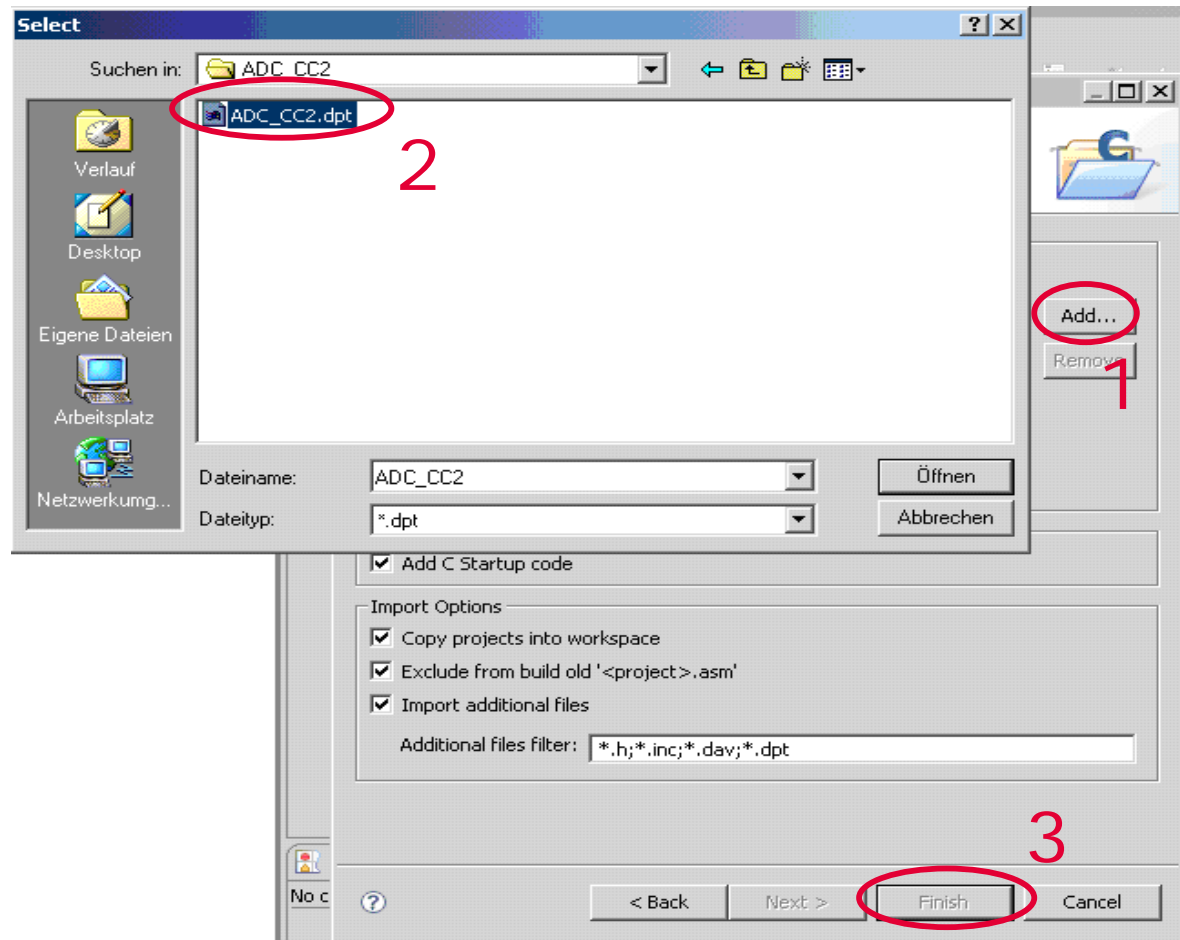 Select
Suchen in: ADC_CC2
ADC_CC2.dpt
2
Verlauf
Desktop
Eigene Dateien
Arbeitsplatz
Netzwerkumg...
Dateiname: ADC_CC2 Öffnen
Dateityp: *.dpt Abbrechen
C
Add...
Remove
1
Add C Startup code
Import Options
Copy projects into workspace
Exclude from build old '<project>.asm'
Import additional files
Additional files filter: *.h;*.inc;*.dav;*.dpt
3
No c
? < Back Next > Finish Cancel